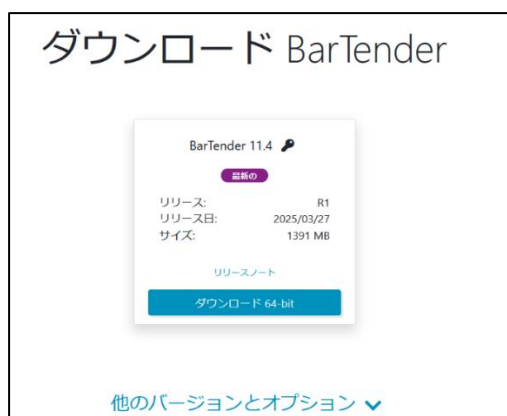 ダウンロード BarTender
BarTender 11.4
最新の
リリース: R1
リリース日: 2025/03/27
サイズ: 1391 MB
リリースノート
ダウンロード 64-bit
他のバージョンとオプション